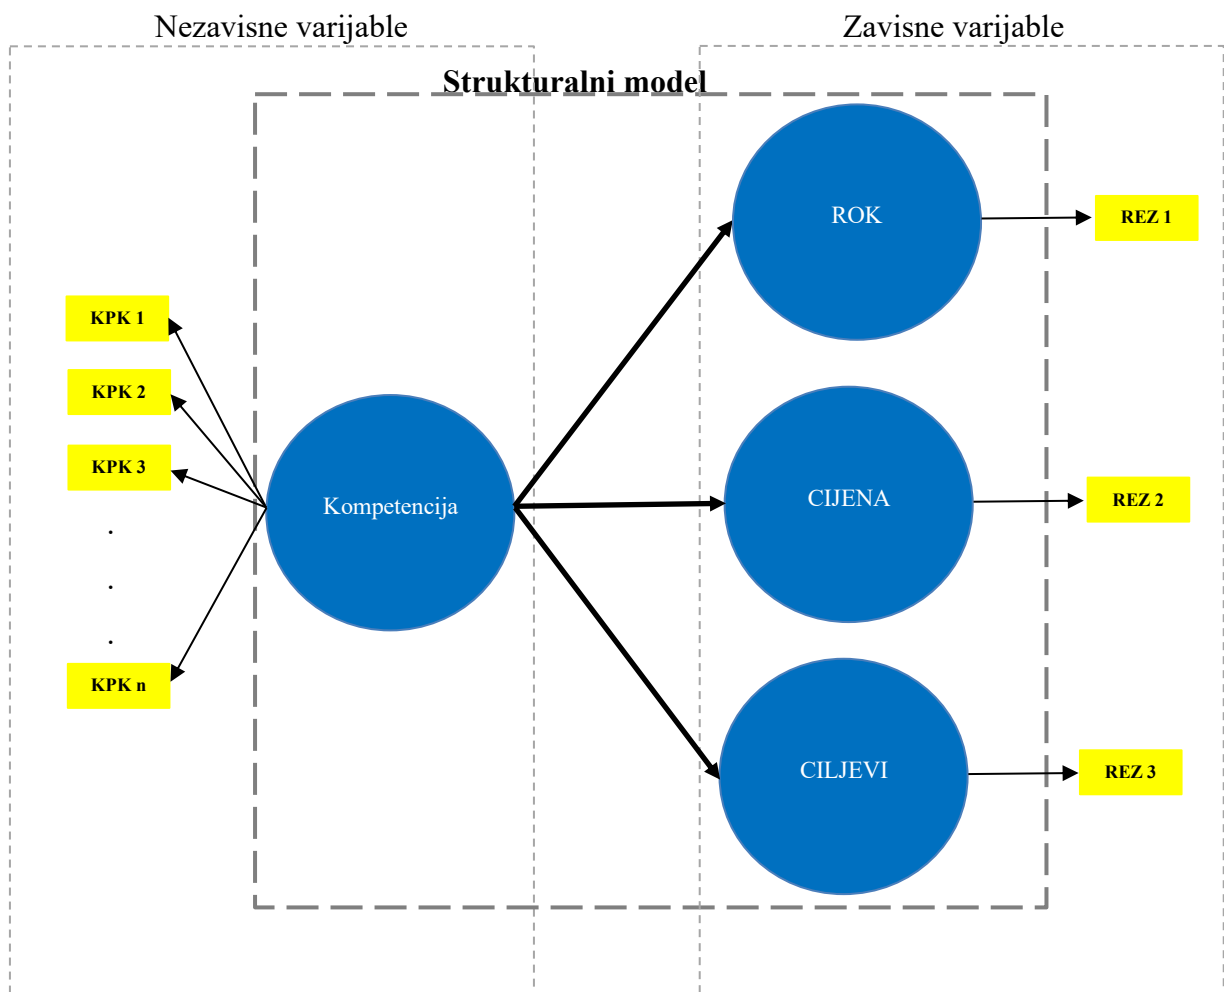 Nezavisne varijable
Zavisne varijable
Strukturalni model
ROK
REZ 1
KPK 1
KPK 2
KPK 3
.
.
.
KPK n
Kompetencija
CIJENA
REZ 2
CILJEVI
REZ 3